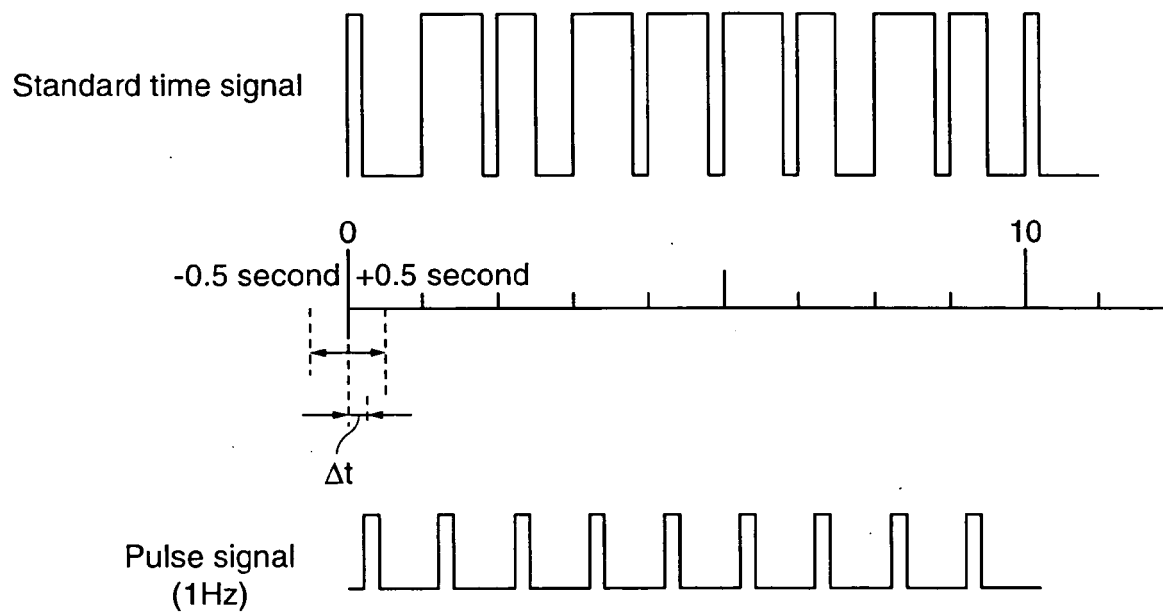 Standard time signal
0
10
-0.5 second
+0.5 second
Δt
Pulse signal
(1Hz)